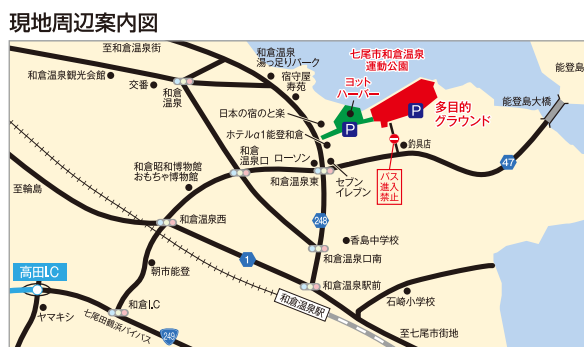 現地周辺案内図
至和倉温泉街
和倉温泉
湯っ足りパーク
七尾市和倉温泉
運動公園
能登島
和倉温泉観光会館
交番
和倉
温泉
宿守屋
寿苑
ヨット
ハーバー
能登島大橋
日本の宿のと楽
P
P
多目的
グラウンド
ホテルα1能登和倉
釣具店
和倉
温泉口
ローソン
セブン
イレブン
和倉温泉東
バス
進入
禁止
47
和倉昭和博物館
おもちゃ博物館
至輪島
和倉温泉西
248
香島中学校
和倉温泉口南
1
高田I.C
朝市能登
和倉温泉駅前
和倉温泉駅
石崎小学校
和倉I.C
ヤマキシ
七尾田鶴浜バイパス
249
至七尾市街地